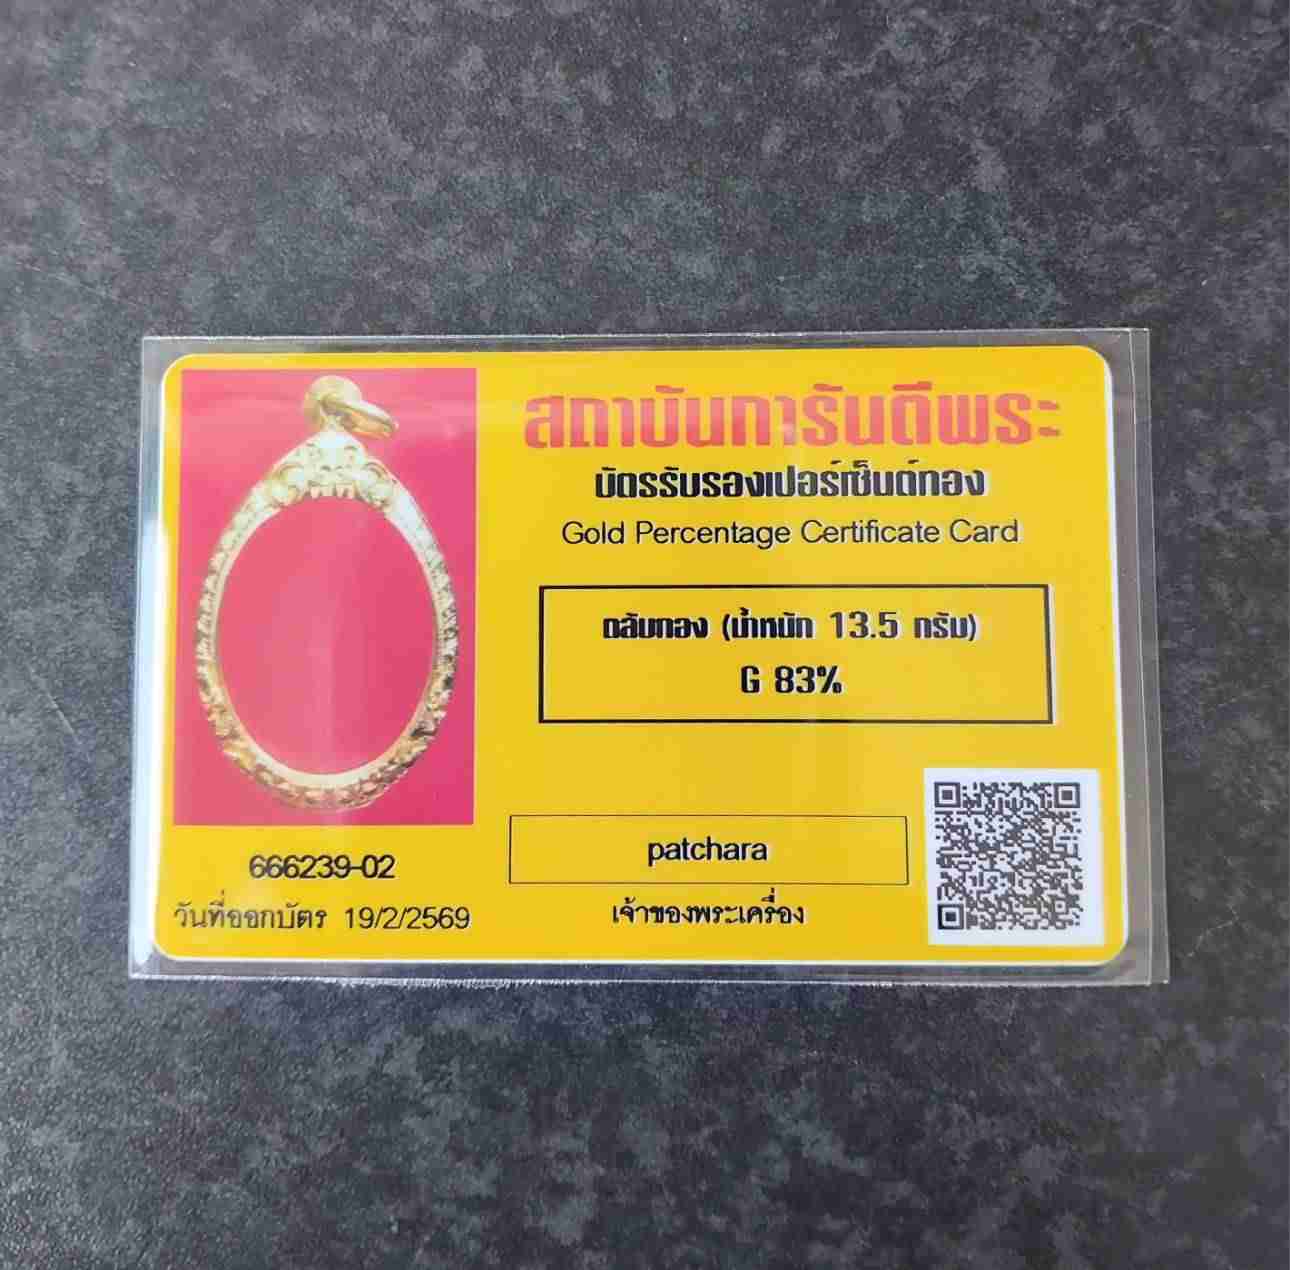 สถาบันการันตีพระ
บัตรรับรองเปอร์เซ็นต์ทอง
Gold Percentage Certificate Card
ตลับทอง (น้ำหนัก 13.5 กรัม)
G 83%
patchara
เจ้าของพระเครื่อง
666239-02
วันที่ออกบัตร 19/2/2569